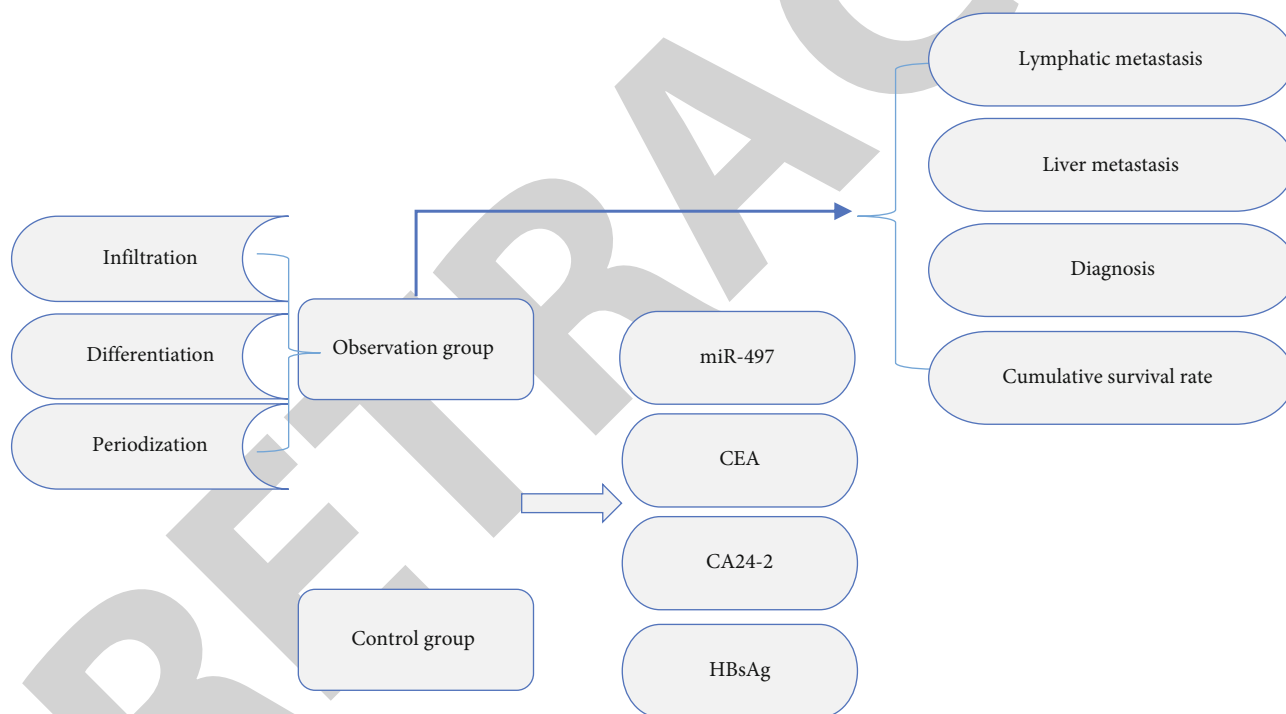 Infiltration
Differentiation
Periodization
Observation group
Control group
miR-497
CEA
CA24-2
HBsAg
Lymphatic metastasis
Liver metastasis
Diagnosis
Cumulative survival rate
RETRAC